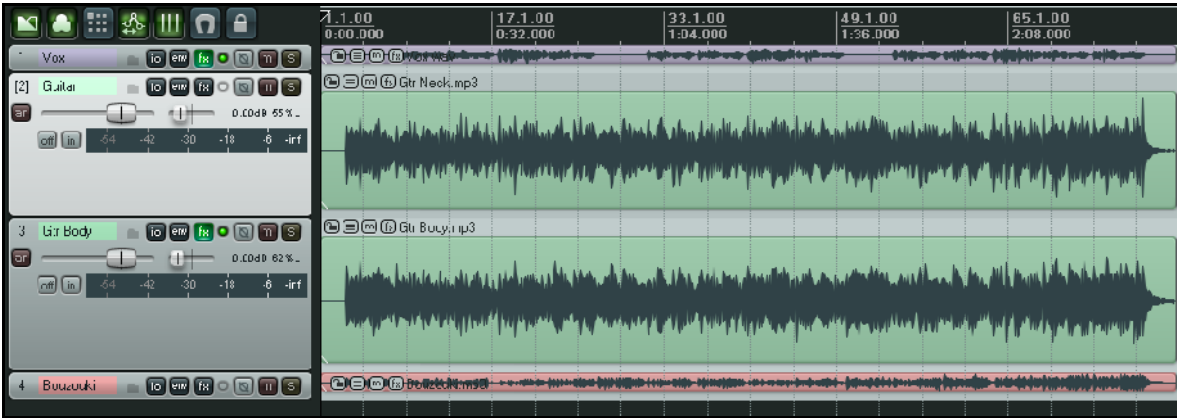 1.1.00 17.1.00 33.1.00 49.1.00 65.1.00
0:00.000 0:32.000 1:04.000 1:36.000 2:08.000
Vox io env fx m S
[2] Guitar io env fx m S
Gtr Neck.mp3
ar 0.00dB
off in -54 -42 -30 -18 -6 -inf
3 Gtr Body io env fx m S
Gtr Body.mp3
ar 0.00dB 62%
off in -54 -42 -30 -18 -6 -inf
4 Bouzouki io env fx m S
Bouzouki.mp3